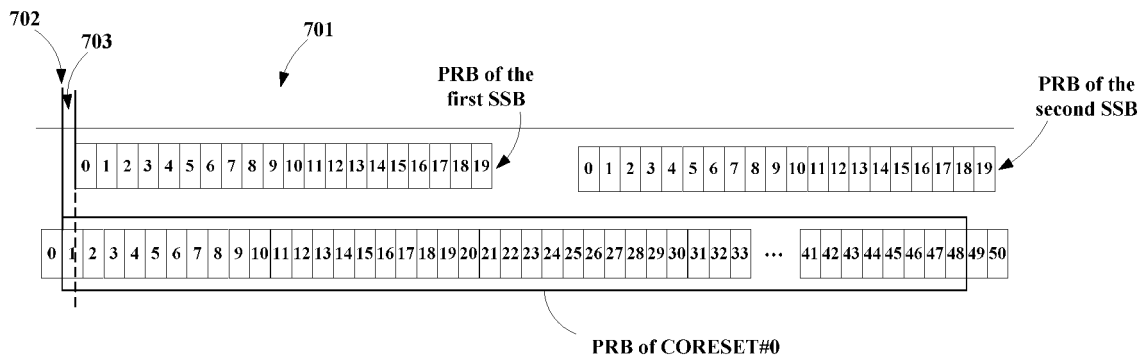 702
703
701
PRB of the
first SSB
PRB of the
second SSB
0 1 2 3 4 5 6 7 8 9 10 11 12 13 14 15 16 17 18 19
0 1 2 3 4 5 6 7 8 9 10 11 12 13 14 15 16 17 18 19
0 1 2 3 4 5 6 7 8 9 10 11 12 13 14 15 16 17 18 19 20 21 22 23 24 25 26 27 28 29 30 31 32 33 ... 41 42 43 44 45 46 47 48 49 50
PRB of CORESET#0